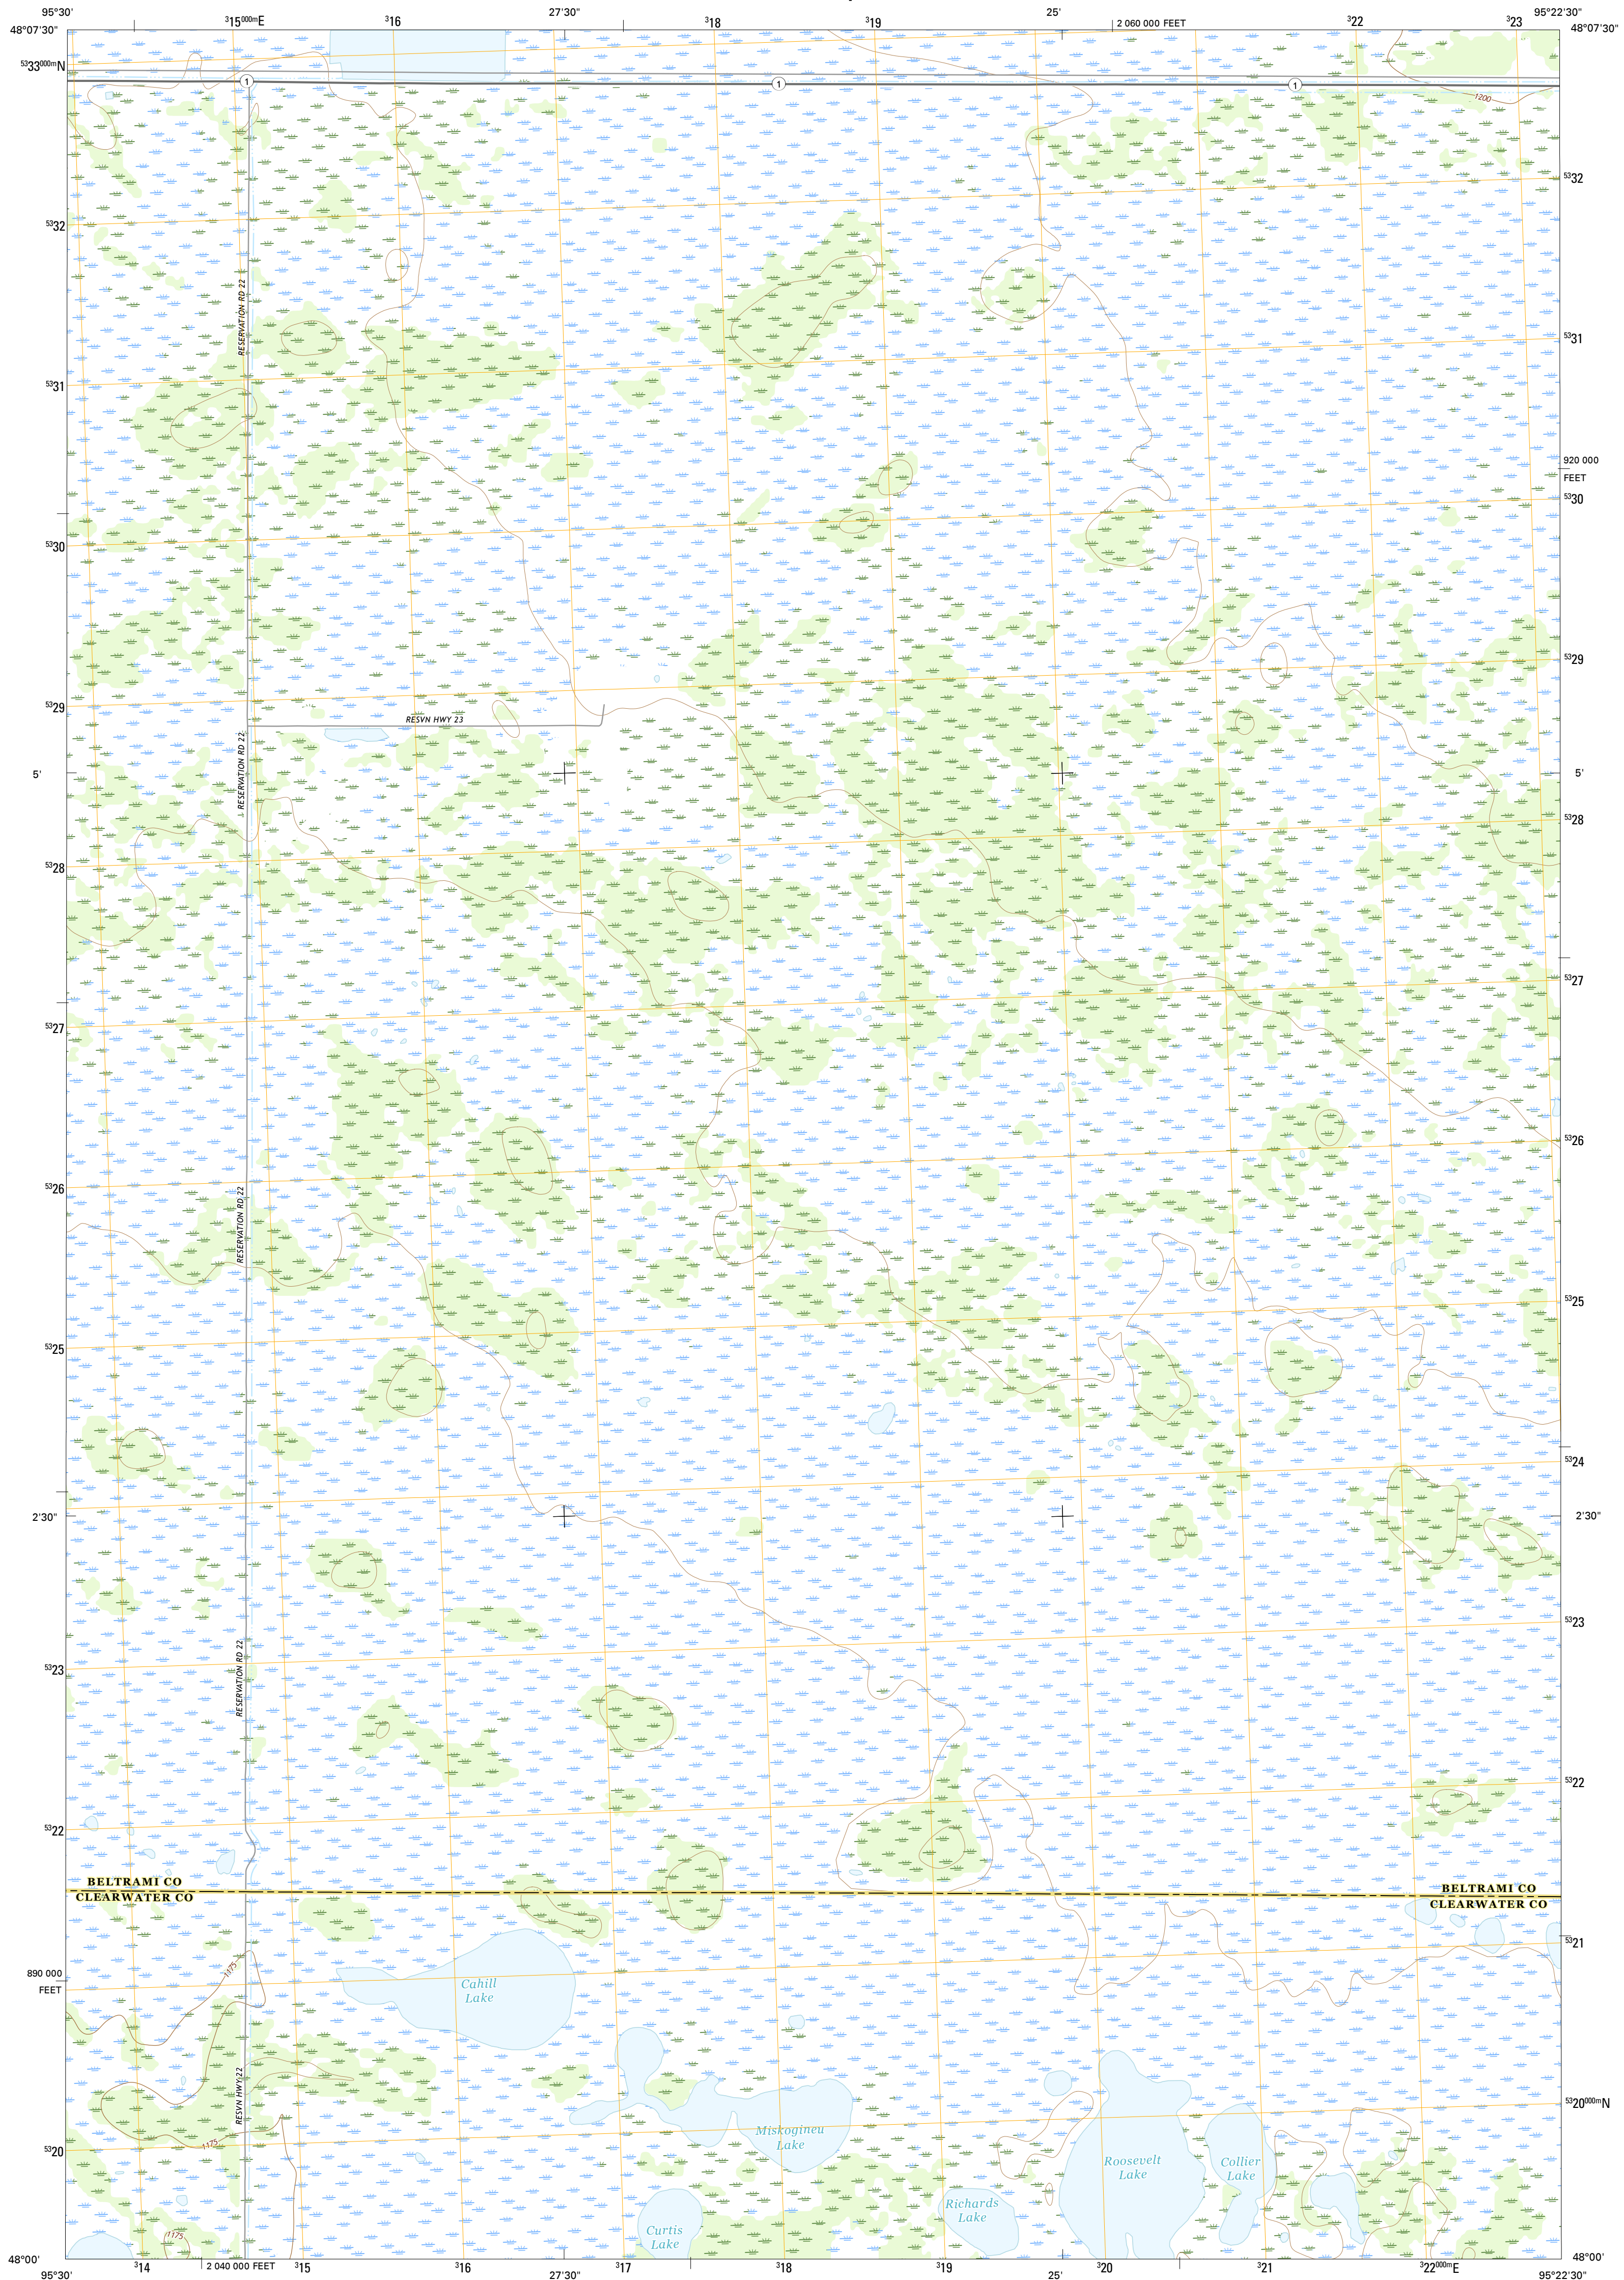 95°30' ³15⁰⁰⁰ᵐE ³16 27'30" ³18 ³19 25' 2 060 000 FEET ³22 ³23 95°22'30"
48°07'30" 48°07'30"
⁵³33⁰⁰⁰ᵐN
1 1 1
1200
⁵³32
⁵³32
RESERVATION RD 22
⁵³31
⁵³31
920 000
FEET
⁵³30
⁵³30
⁵³29
⁵³29
RESVN HWY 23
RESERVATION RD 22
5' 5'
⁵³28
⁵³28
⁵³27
⁵³27
⁵³26
⁵³26
RESERVATION RD 22
⁵³25
⁵³25
⁵³24
2'30" 2'30"
⁵³23
⁵³23
RESERVATION RD 22
⁵³22
⁵³22
BELTRAMI CO BELTRAMI CO
CLEARWATER CO CLEARWATER CO
⁵³21
890 000
FEET
1175
Cahill
Lake
RESVN HWY 22
⁵³20⁰⁰⁰ᵐN
Miskogineu
Lake
1175
⁵³20
Roosevelt
Lake
Collier
Lake
Richards
Lake
Curtis
Lake
1175
48°00' 48°00'
³14 2 040 000 FEET ³15 ³16 ³17 ³18 ³19 ³20 ³21 ³22⁰⁰⁰ᵐE
95°30' 27'30" 25' 95°22'30"